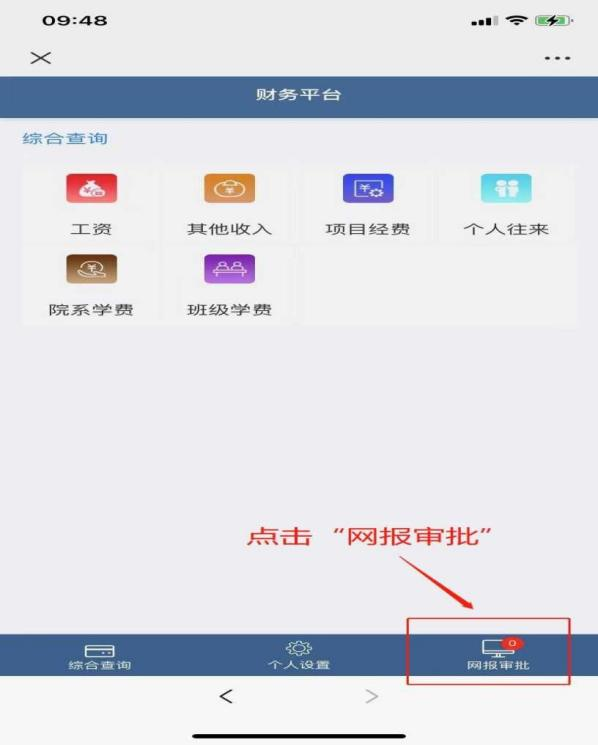 09:48
财务平台
综合查询
工资 其他收入 项目经费 个人往来
院系学费 班级学费
点击“网报审批”
0
综合查询 个人设置 网报审批